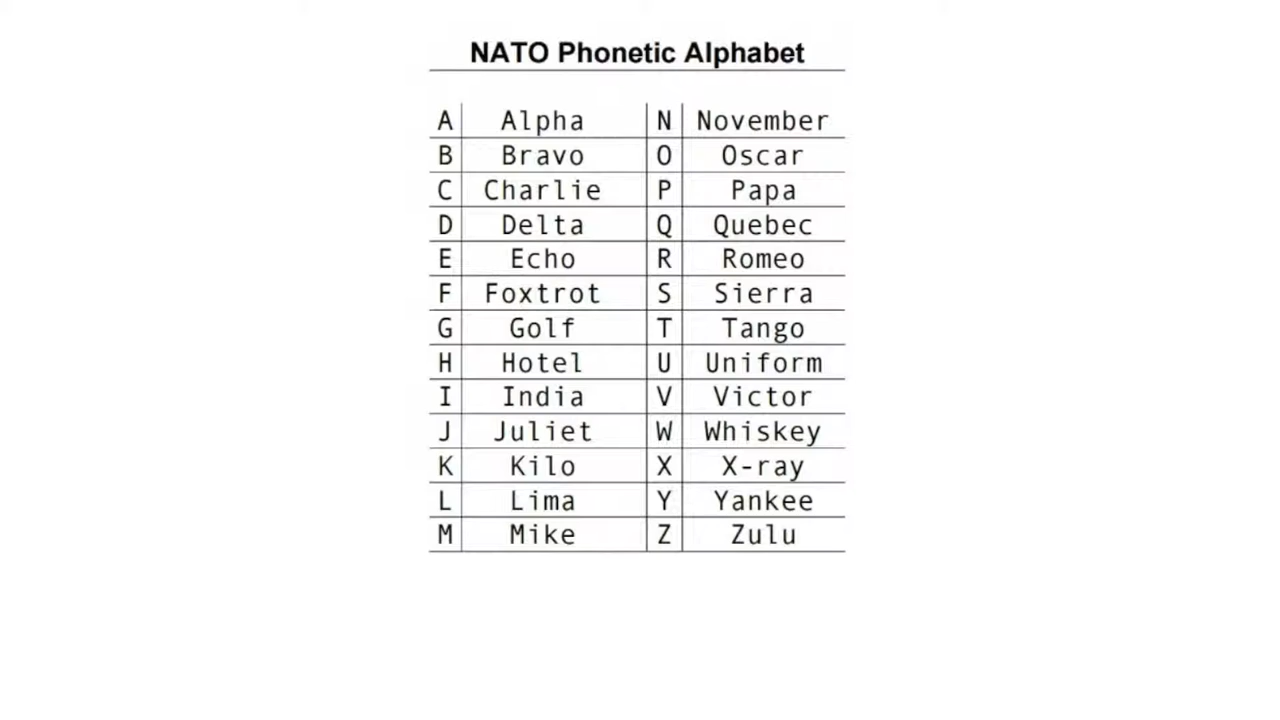 NATO Phonetic Alphabet
A Alpha N November
B Bravo O Oscar
C Charlie P Papa
D Delta Q Quebec
E Echo R Romeo
F Foxtrot S Sierra
G Golf T Tango
H Hotel U Uniform
I India V Victor
J Juliet W Whiskey
K Kilo X X-ray
L Lima Y Yankee
M Mike Z Zulu